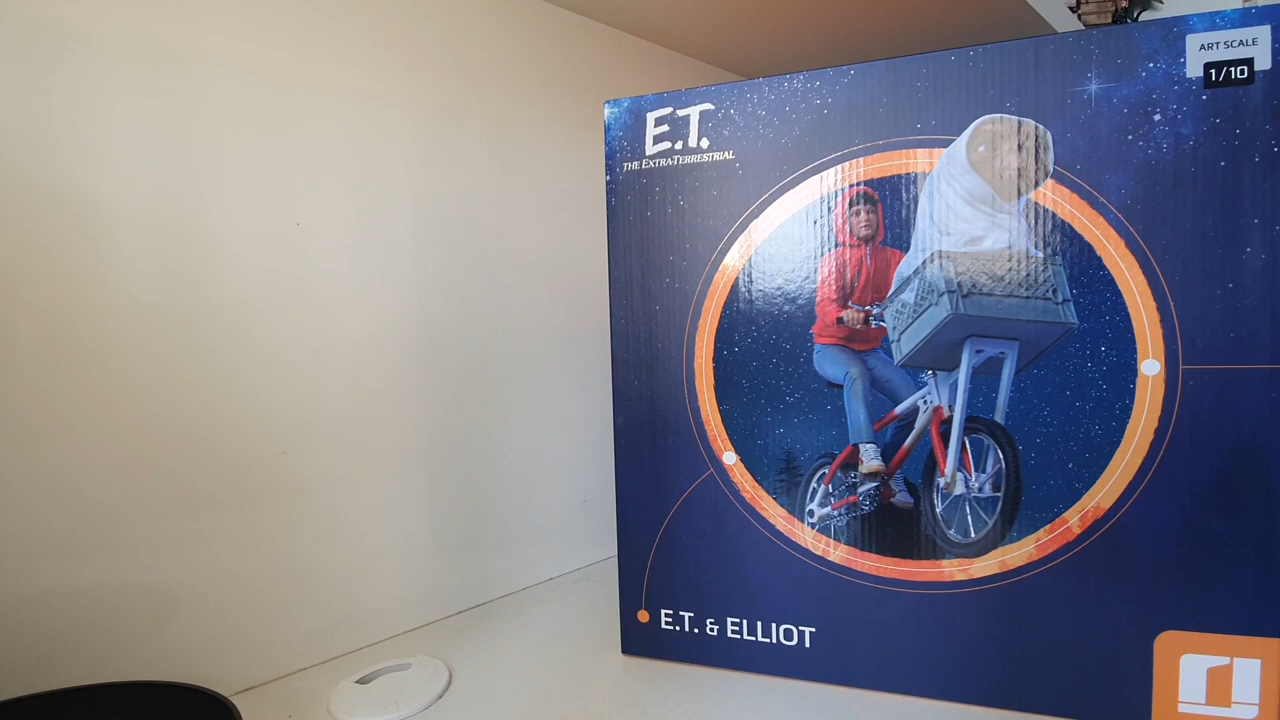 ART SCALE
1/10
E.T.
THE EXTRA-TERRESTRIAL
E.T. & ELLIOT